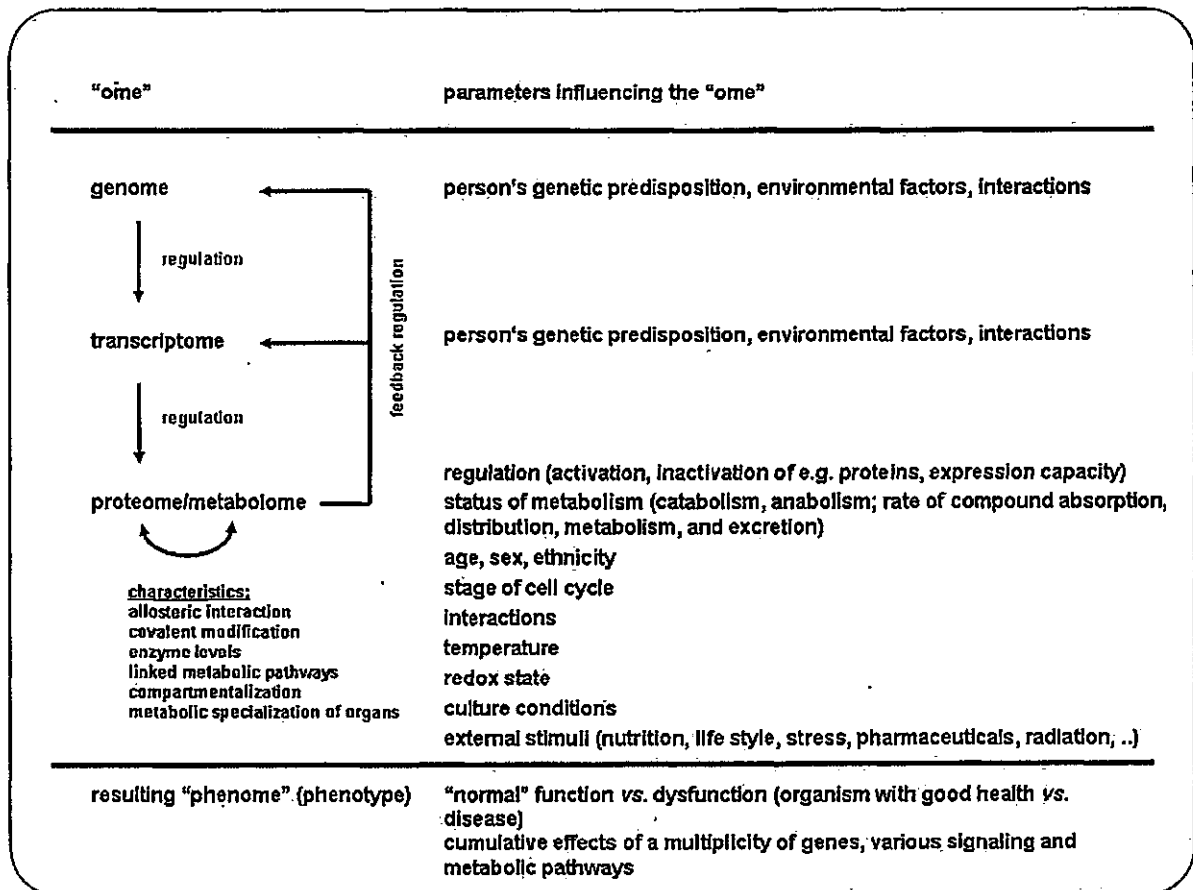 "ome" parameters influencing the "ome"
genome person's genetic predisposition, environmental factors, interactions
regulation
feedback regulation
transcriptome person's genetic predisposition, environmental factors, interactions
regulation
regulation (activation, inactivation of e.g. proteins, expression capacity)
proteome/metabolome status of metabolism (catabolism, anabolism; rate of compound absorption,
distribution, metabolism, and excretion)
age, sex, ethnicity
stage of cell cycle
characteristics:
allosteric interaction
interactions
covalent modification
enzyme levels
temperature
linked metabolic pathways
redox state
compartmentalization
metabolic specialization of organs
culture conditions
external stimuli (nutrition, life style, stress, pharmaceuticals, radiation, ..)
resulting "phenome" (phenotype) "normal" function vs. dysfunction (organism with good health vs.
disease)
cumulative effects of a multiplicity of genes, various signaling and
metabolic pathways